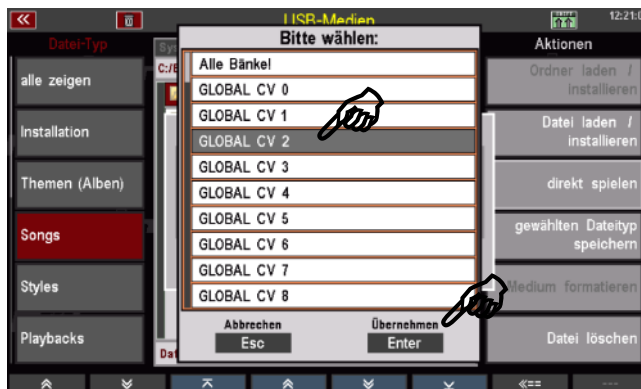 USB-Medien
12:21:0
Datei-Typ
alle zeigen
Installation
Themen (Alben)
Songs
Styles
Playbacks
Sys
C:/E
Dat
Bitte wählen:
Alle Bänke!
GLOBAL CV 0
GLOBAL CV 1
GLOBAL CV 2
GLOBAL CV 3
GLOBAL CV 4
GLOBAL CV 5
GLOBAL CV 6
GLOBAL CV 7
GLOBAL CV 8
Abbrechen
Esc
Übernehmen
Enter
Aktionen
Ordner laden /
installieren
Datei laden /
installieren
direkt spielen
gewählten Dateityp
speichern
Medium formatieren
Datei löschen